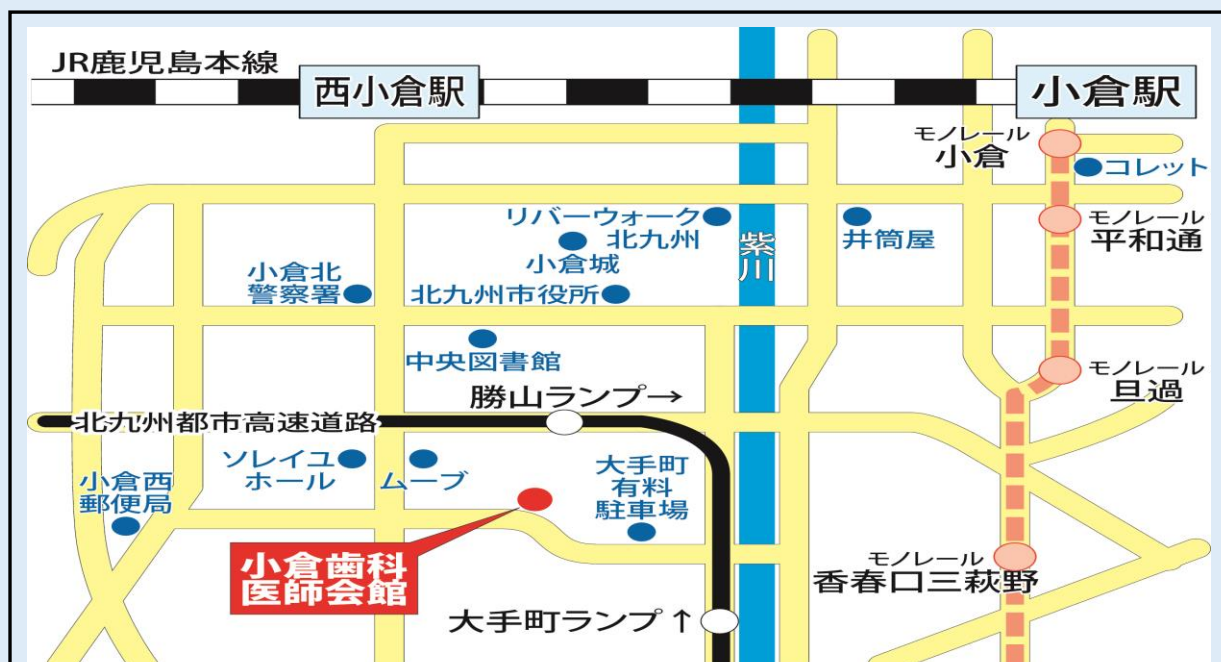 JR鹿児島本線
西小倉駅
小倉駅
モノレール
小倉
コレット
リバーウォーク
北九州
井筒屋
モノレール
平和通
紫川
小倉城
小倉北
警察署
北九州市役所
中央図書館
モノレール
旦過
勝山ランプ→
北九州都市高速道路
ソレイユ
ホール
ムーブ
大手町
有料
駐車場
小倉西
郵便局
小倉歯科
医師会館
モノレール
香春口三萩野
大手町ランプ↑